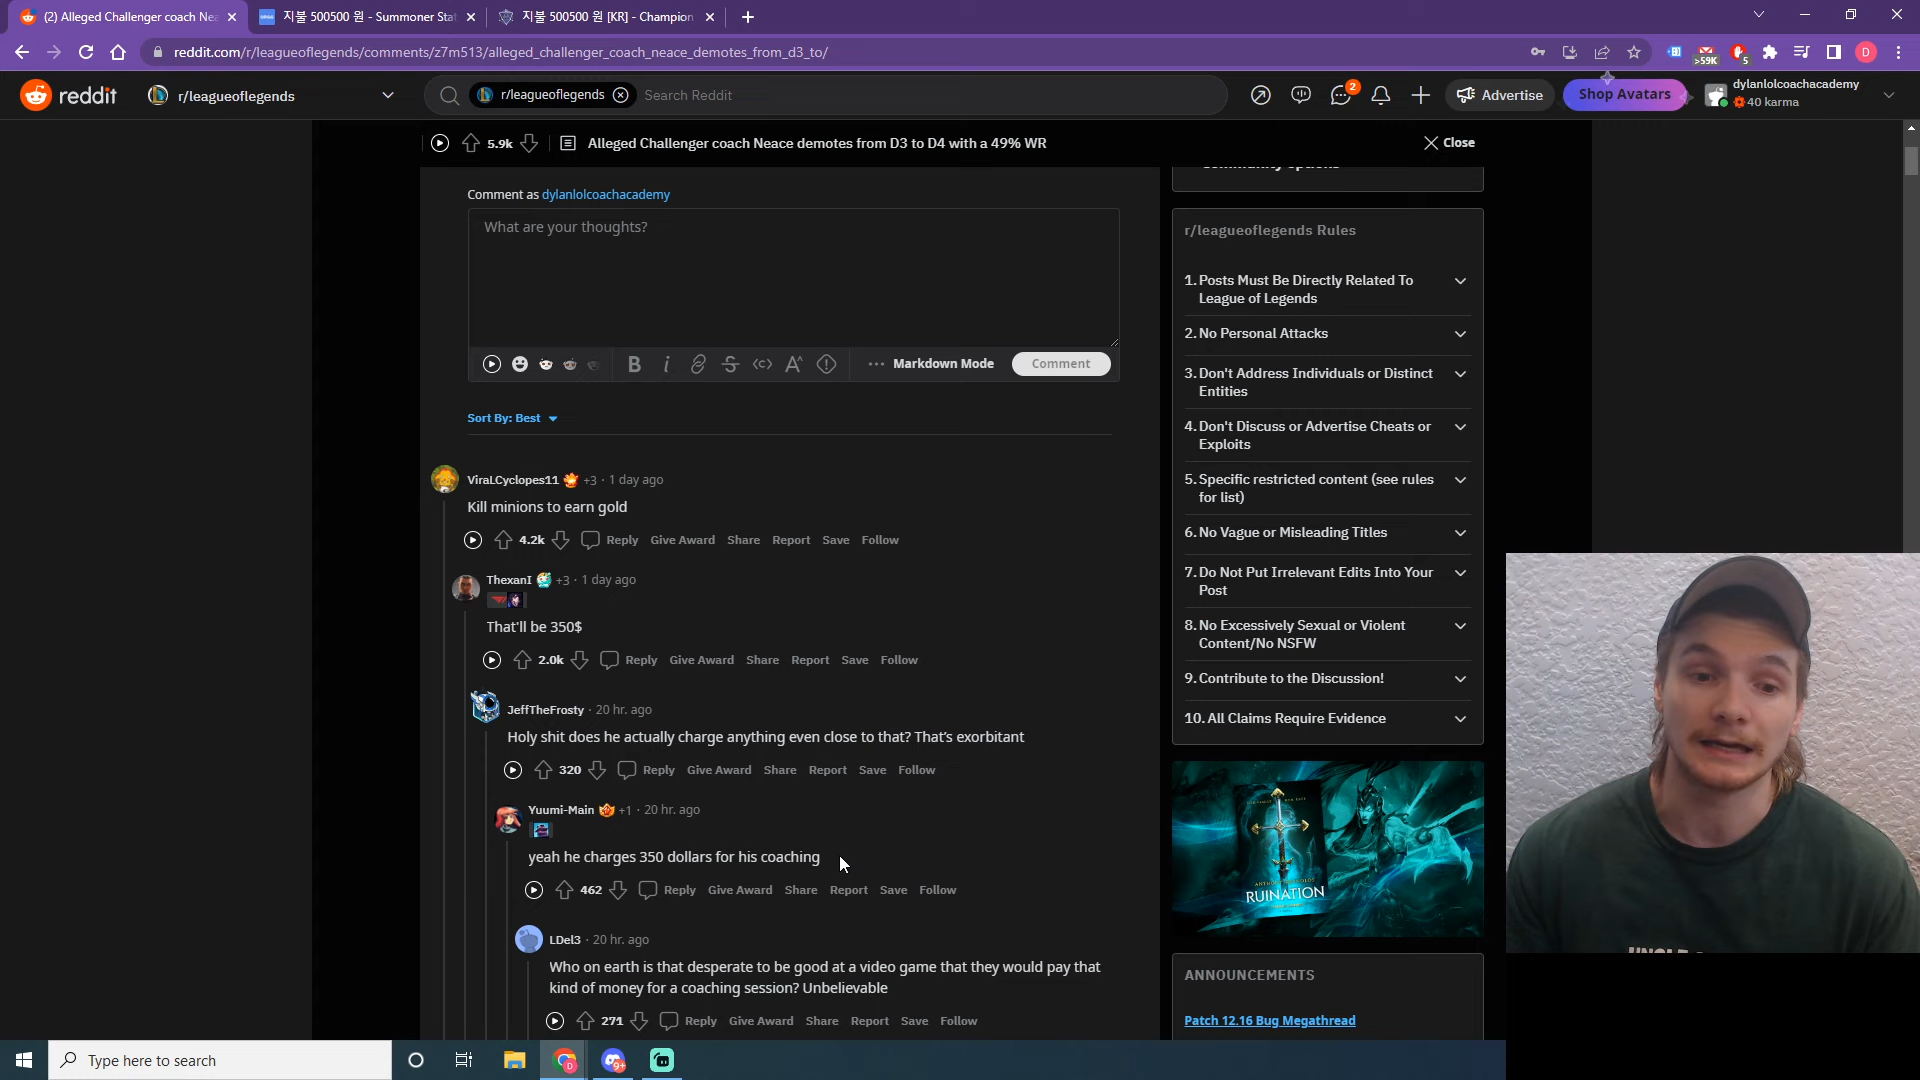 (2) Alleged Challenger coach Nea
지불 500500 원 - Summoner Stat
지불 500500 원 [KR] - Champion
reddit.com/r/leagueoflegends/comments/z7m513/alleged_challenger_coach_neace_demotes_from_d3_to/
>59K
5
D
reddit
r/leagueoflegends
r/leagueoflegends
Search Reddit
2
Advertise
Shop Avatars
dylanlolcoachacademy
40 karma
5.9k
Alleged Challenger coach Neace demotes from D3 to D4 with a 49% WR
Close
Comment as dylanlolcoachacademy
What are your thoughts?
Markdown Mode
Comment
Sort By: Best
ViraLCyclopes11 +3 · 1 day ago
Kill minions to earn gold
4.2k Reply Give Award Share Report Save Follow
ThexanI +3 · 1 day ago
That'll be 350$
2.0k Reply Give Award Share Report Save Follow
JeffTheFrosty · 20 hr. ago
Holy shit does he actually charge anything even close to that? That's exorbitant
320 Reply Give Award Share Report Save Follow
Yuumi-Main +1 · 20 hr. ago
yeah he charges 350 dollars for his coaching
462 Reply Give Award Share Report Save Follow
LDel3 · 20 hr. ago
Who on earth is that desperate to be good at a video game that they would pay that
kind of money for a coaching session? Unbelievable
271 Reply Give Award Share Report Save Follow
r/leagueoflegends Rules
1. Posts Must Be Directly Related To
League of Legends
2. No Personal Attacks
3. Don't Address Individuals or Distinct
Entities
4. Don't Discuss or Advertise Cheats or
Exploits
5. Specific restricted content (see rules
for list)
6. No Vague or Misleading Titles
7. Do Not Put Irrelevant Edits Into Your
Post
8. No Excessively Sexual or Violent
Content/No NSFW
9. Contribute to the Discussion!
10. All Claims Require Evidence
RUINATION
ANNOUNCEMENTS
Patch 12.16 Bug Megathread
Type here to search
D
9+